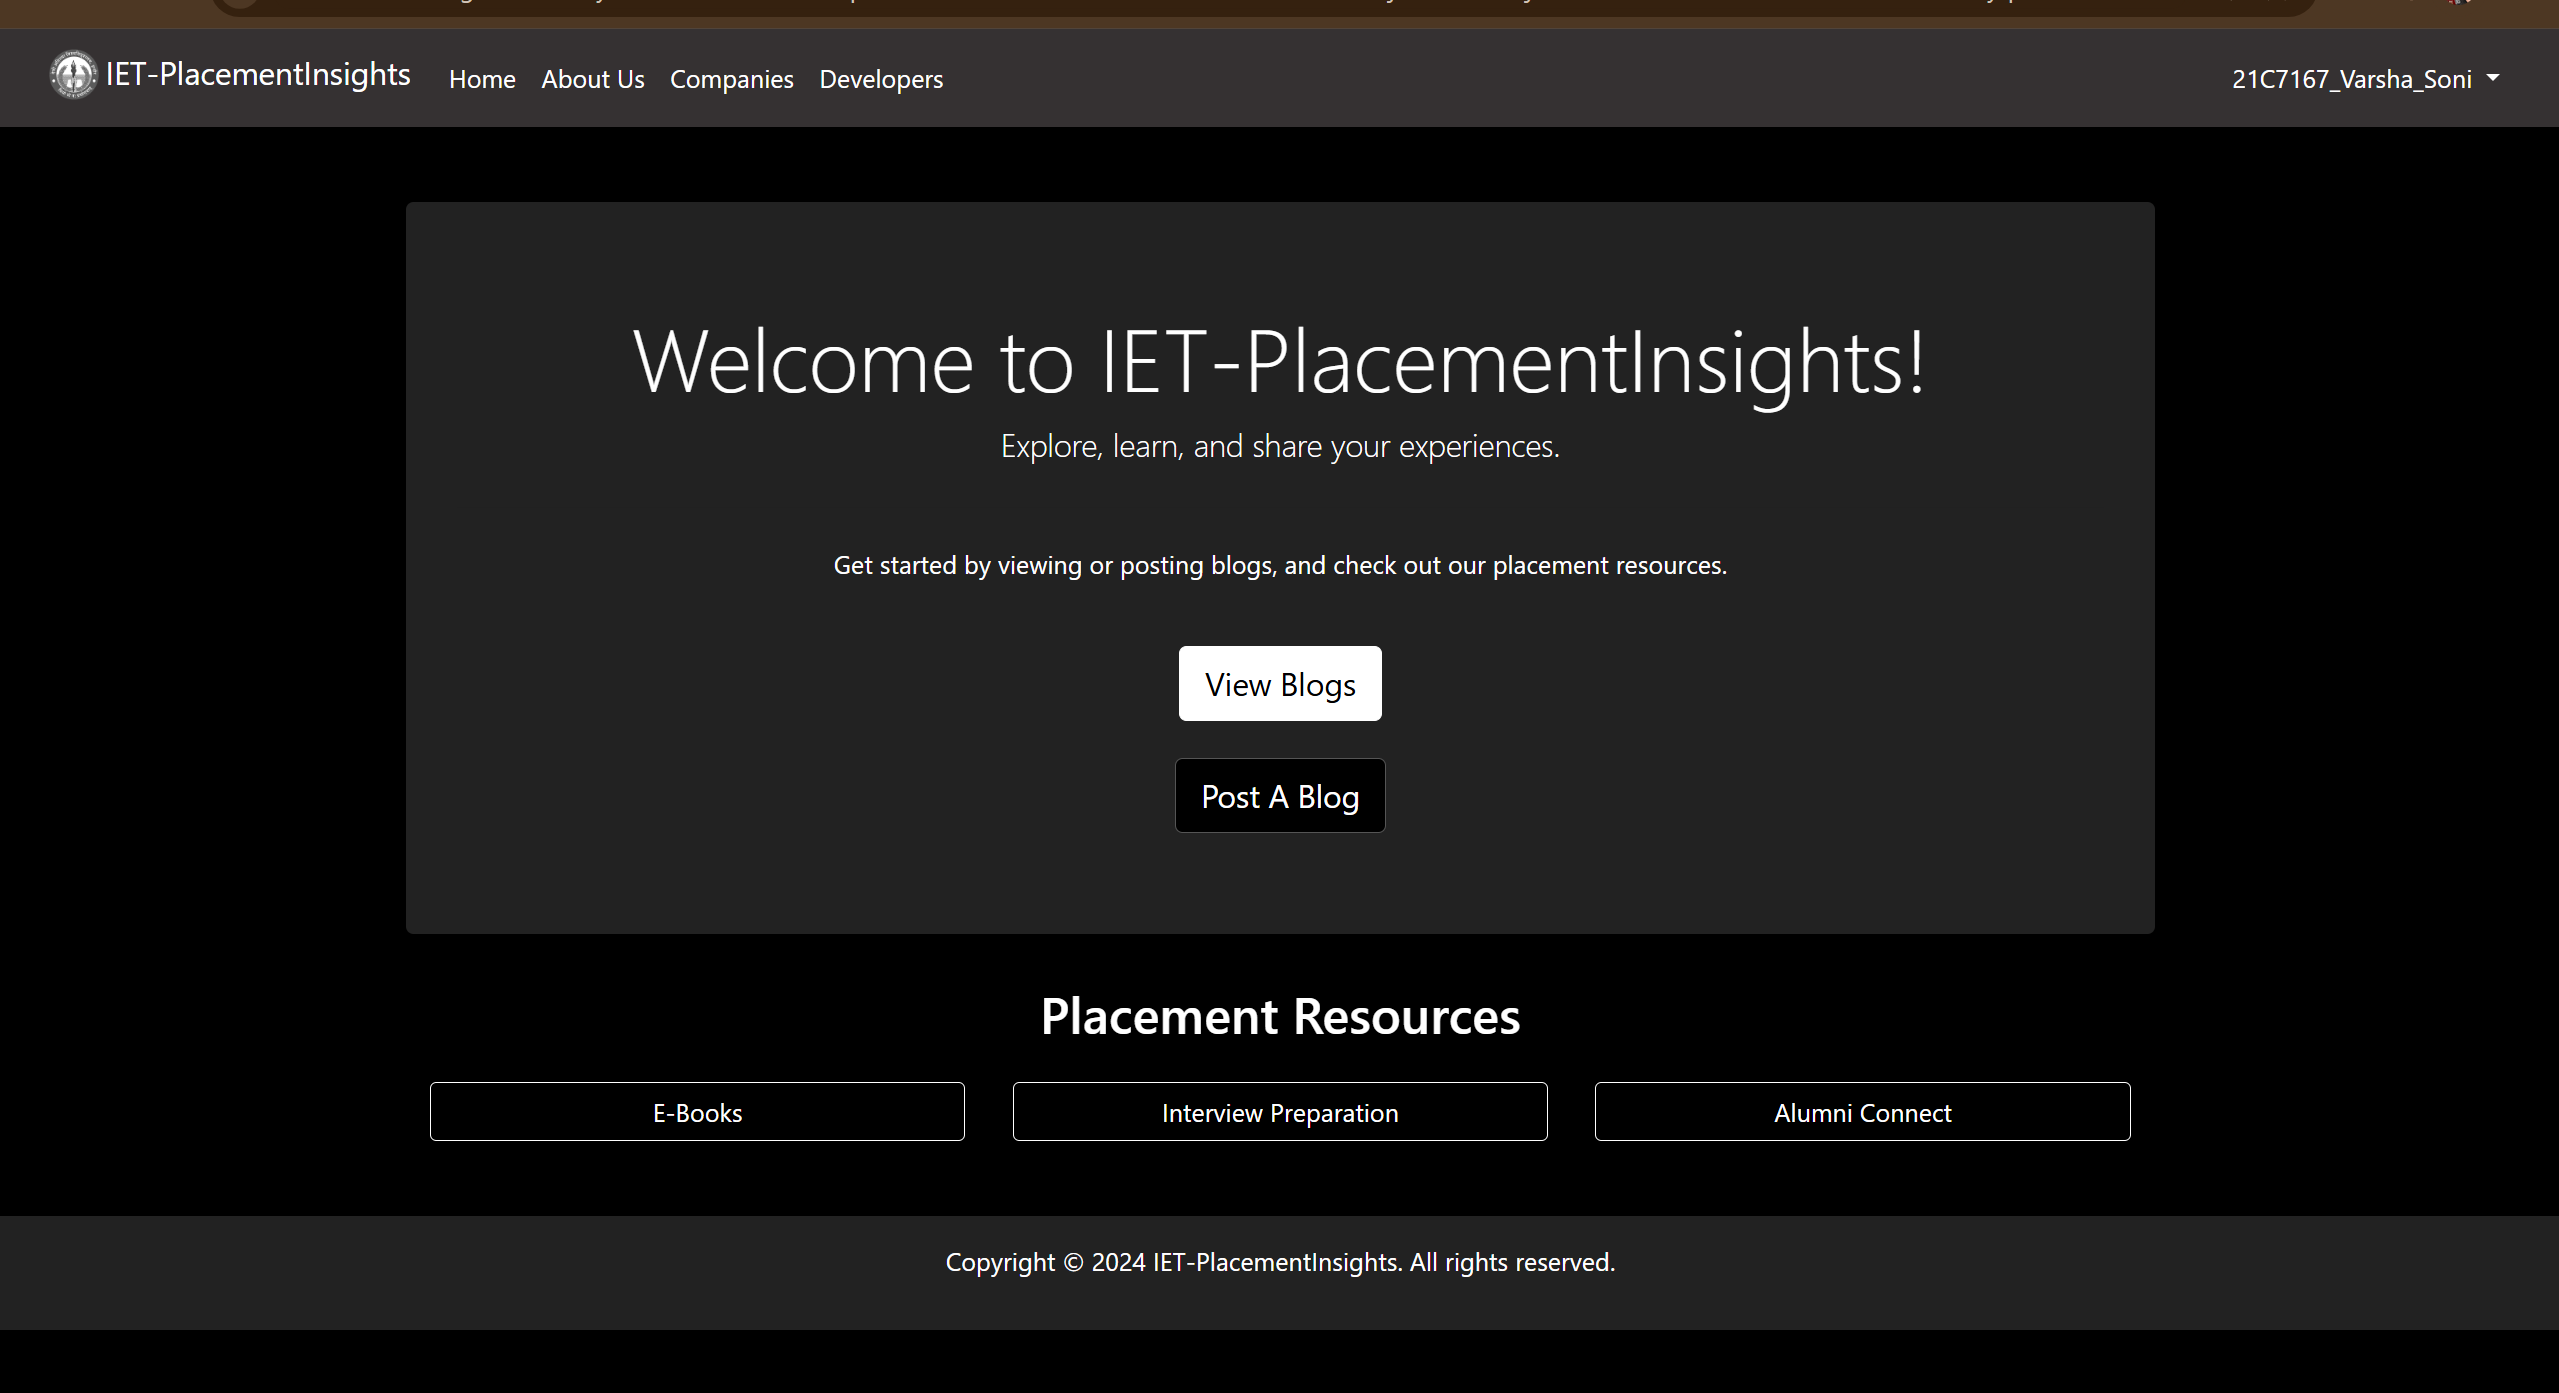 IET-PlacementInsights Home About Us Companies Developers 21C7167_Varsha_Soni
Welcome to IET-PlacementInsights!
Explore, learn, and share your experiences.
Get started by viewing or posting blogs, and check out our placement resources.
View Blogs
Post A Blog
Placement Resources
E-Books Interview Preparation Alumni Connect
Copyright © 2024 IET-PlacementInsights. All rights reserved.